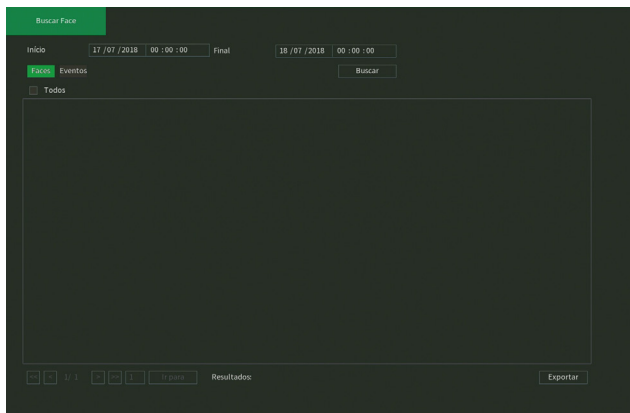 Buscar Face
Início 17 /07 /2018 00 : 00 : 00 Final 18 /07 /2018 00 : 00 : 00
Faces Eventos Buscar
Todos
<< < 1/ 1 > >> 1 Ir para Resultados: Exportar